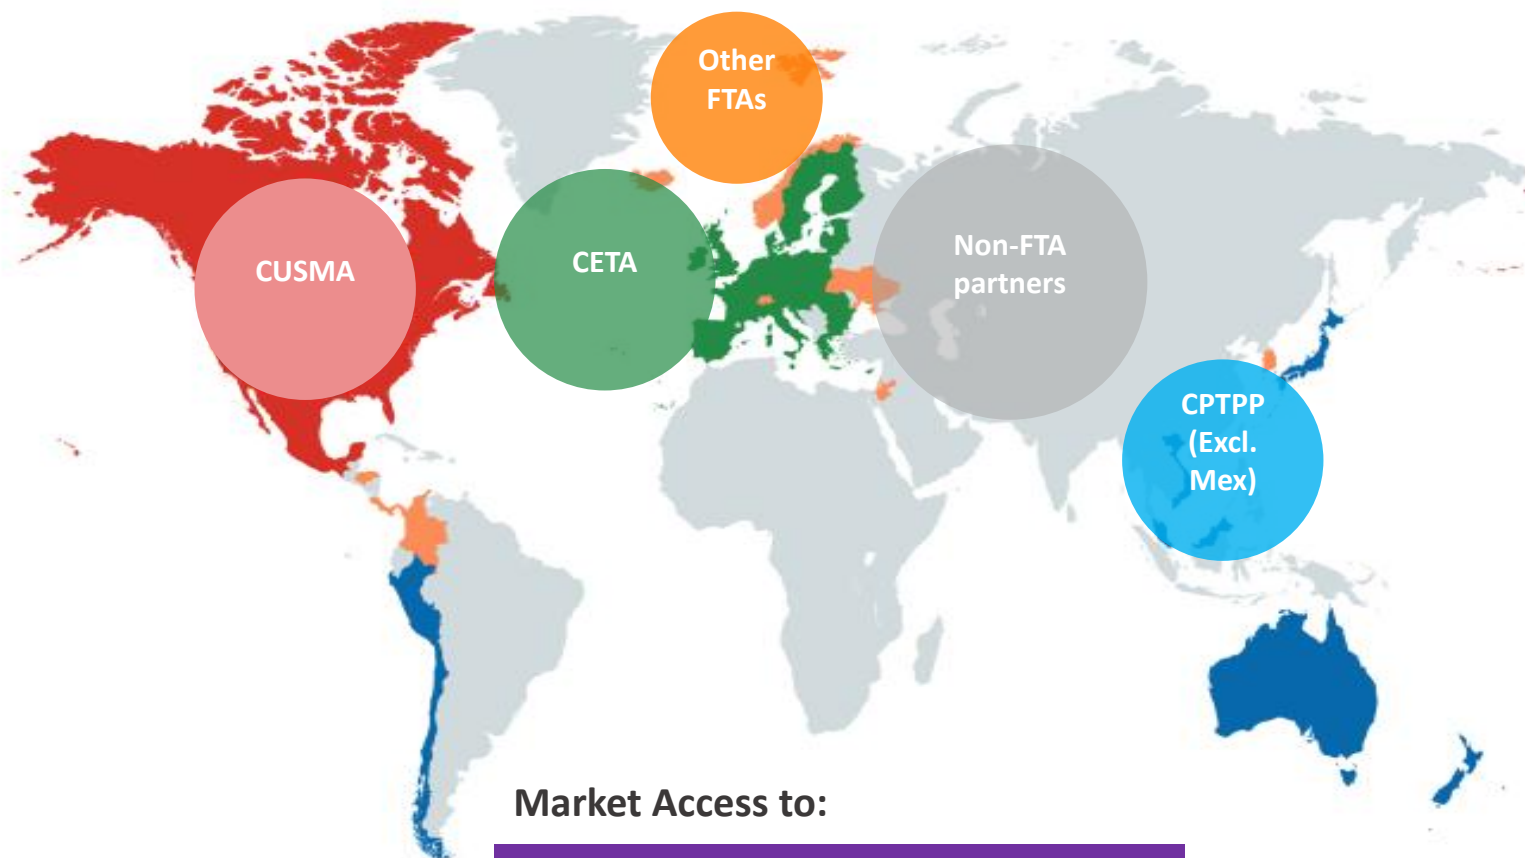 Other
FTAs
CUSMA
CETA
Non-FTA
partners
CPTPP
(Excl.
Mex)
Market Access to: